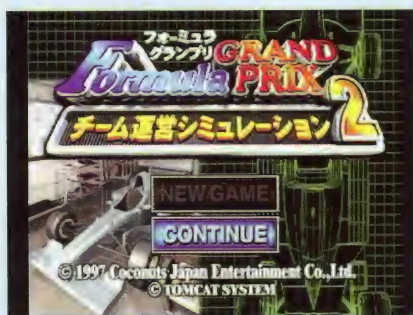 フォーミュラ
グランプリ
Formula GRAND PRIX
チーム運営シミュレーション2
NEW GAME
CONTINUE
© 1997 Coconuts Japan Entertainment Co.,Ltd.
© TOMCAT SYSTEM